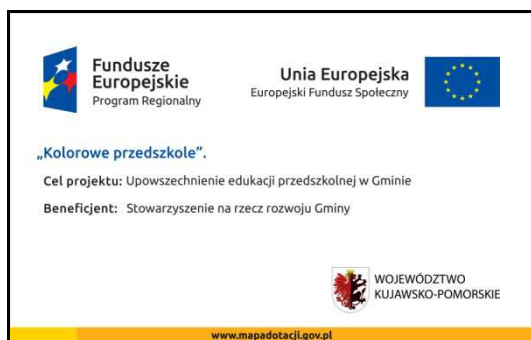 Fundusze
Europejskie
Program Regionalny
Unia Europejska
Europejski Fundusz Społeczny
„Kolorowe przedszkole”.
Cel projektu: Upowszechnienie edukacji przedszkolnej w Gminie
Beneficjent: Stowarzyszenie na rzecz rozwoju Gminy
WOJEWÓDZTWO
KUJAWSKO-POMORSKIE
www.mapadotacji.gov.pl